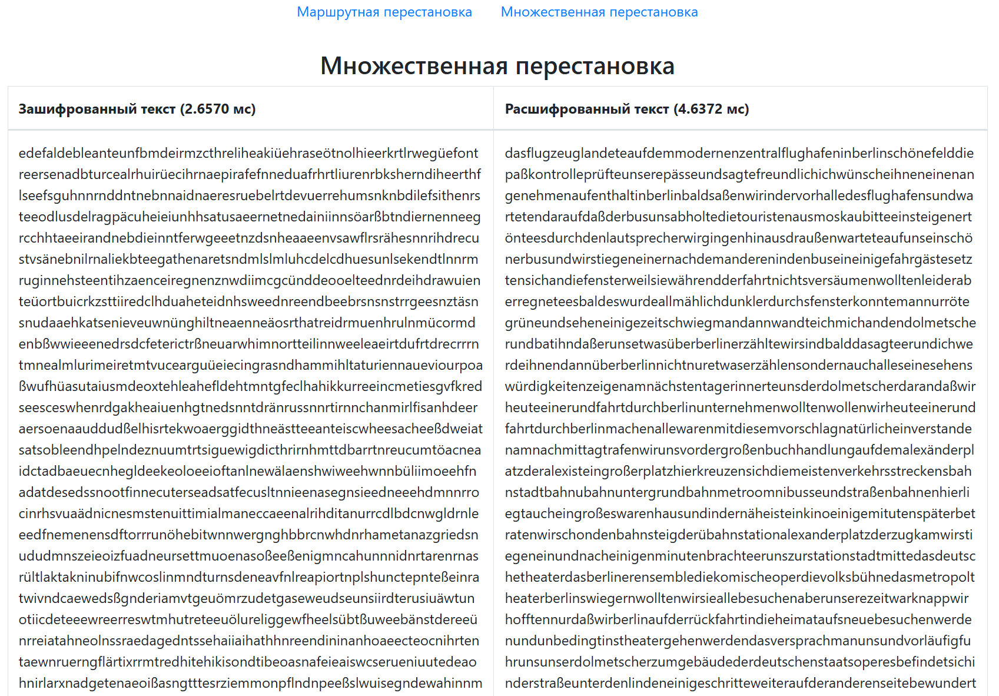 Маршрутная перестановка Множественная перестановка
Множественная перестановка
Зашифрованный текст (2.6570 мс)
edefaldebleanteunfbmdeirmzcthreliheakiüehraseötnolhieerkrtlrwegüefont
reersenadbturcealrhuirüecihrnaepirafefnneduafrhrtliurenrbksherndiheerthf
lseefsguhnnrnddntnebnnaidnaeresruebelrtdevuerrehumsnknbdilefsithenrs
teeodlusdelragpäcuheieiunhhsatusaeernetnedainiinnsöarßbtndiernenneeg
rcchhtaeeirandnebdieinntferwgeeetnzdsnheaaeenvsawflrsrähesnnrihdrecu
stvsänebnilrnaliekbteegathenaretsndmlslmluhcdelcdhuesunlsekendtlnnrm
ruginnehsteentihzaenceiregnenznwdiimcgcünddeooelteednrdeihdrawuien
teüortbuicrkzsttiiredclhduaheteidnhsweednreendbeebrsnsnstrrgeesnztäsn
snudaaehkatsenieveuwnünghiltneaenneäosrthatreidrmuenhrulnmücormd
enbßwwieeenedrsdcfeterictrßneuarwhimnortteilinnweeleaeirtdufrtdrecrrrn
tmnealmlurimeiretmtvucearguüeiecingrasndhammihltaturiennaueviourpoa
ßwufhüasutaiusmdeoxtehleahefldehtmntgfeclhahikkurreeincmetiesgvfkred
seesceswhenrdgakheaiuenhgtnedsnntdränrussnnrtirnnchanmirlfisanhdeer
aersoenaauddudßelhisrtekwoaerggidthneästteeanteiscwheesacheeßdweiat
satsobleendhpelndeznuumtrtsiguewigdicthrirnhmttdbarrtnreucumtöacnea
idctadbaeuecnhegldeekeoloeeioftanlnewälaenshwiweehwnnbüliimoeehfn
adatdesedssnootfinnecuterseadsatfecusltnnieenasegnsieedneeehdmnnrro
cinrhsvuaädnicnesmstenuittimialmaneccaeenalrihditanurrcdlbdcnwgldrnle
eedfnemenensdftorrrunöhebitwnnwergnghbbrcnwhdnrhametanazgriedsn
ududmnszeieoizfuadneursettmuoenasoßeeßenigmncahunnnidnrtarenrnas
rültlaktakninubifnwcoslinmndturnsdeneavfnlreapiortnplshunctepnteßeinra
twivndcaewedsßgnderiamvtgeuömrzudetgaseweudseunsiirdterusiuäwtun
otiicdeteeewreerreswtmhutreteeuölureliggewfheelsübtßuweebänstdereeü
nrreiatahneolnssraedagedntssehaiiaihathhnreendininanhoaeecteocnihrten
taewnruerngflärtixrrmtredhitehikisondtibeoasnafeieaiswcserueniuutedeao
hnirlarxnadgetenaeoißasngtttesrziemmonpflndnpeeßslwuisegndewahinnm
Расшифрованный текст (4.6372 мс)
dasflugzeuglandeteaufdemmodernenzentralflughafeninberlinschönefelddie
paßkontrolleprüfteunserepässeundsagtefreundlichichwünscheihneneinenan
genehmenaufenthaltinberlinbaldsaßenwirindervorhalledesflughafensundwa
rtetendaraufdaßderbusunsabholtedietouristenausmoskaubitteeinsteigenert
önteesdurchdenlautsprecherwirgingenhinausdraußenwarteteaufunseinschö
nerbusundwirstiegeneinernachdemanderenindenbuseineinigefahrgästesetz
tensichandiefensterweilsiewährendderfahrtnichtsversäumenwolltenleiderab
erregneteesbaldeswurdeallmählichdunklerdurchsfensterkonntemannurröte
grüneundseheneinigezeitschwiegmandannwandteichmichandendolmetsche
rundbatihndaßerunsetwasüberberlinerzähltewirsindbalddasagteerundichwe
rdeihnendannüberberlinnichtnuretwaserzählensondernauchalleseinesehens
würdigkeitenzeigenamnächstentagerinnerteunsderdolmetscherdarandaßwir
heuteeinerundfahrtdurchberlinunternehmenwolltenwollenwirheuteeinerund
fahrtdurchberlinmachenallewarenmitdiesemvorschlagnatürlicheinverstande
namnachmittagtrafenwirunsvordergroßenbuchhandlungaufdemalexänderpl
atzderalexisteingroßerplatzhierkreuzensichdiemeistenverkehrsstreckensbah
nstadtbahnubahnuntergrundbahnmetroomnibusseundstraßenbahnenhierli
egtaucheingroßeswarenhausundindernäheisteinkinoeinigemitutenspäterbet
ratenwirschondenbahnsteigderübahnstationalexanderplatzderzugkamwirsti
egeneinundnacheinigenminutenbrachteerunszurstationstadtmittedasdeutsc
hetheaterdasberlinerensemblediekomischeoperdievolksbühnedasmetropolt
heaterberlinswiegernwolltenwirsieallebesuchenaberunserezeitwarknappwir
hofftennurdaßwirberlinaufderrückfahrtindieheimataufsneuebesuchenwerde
nundunbedingtinstheatergehenwerdendasversprachmanunsundvorläufigfu
hrunsunserdolmetscherzumgebäudederdeutschenstaatsoperesbefindetsichi
nderstraßeunterdenlindeneinigeschritteweiteraufderanderenseitebewundert